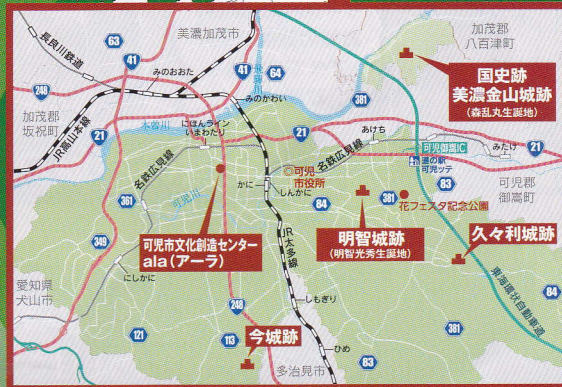 加茂郡
八百津町
美濃加茂市
長良川鉄道
63
41
248
41
64
飛騨川
みのおおた
みのかわい
381
国史跡
美濃金山城跡
(森乱丸生誕地)
加茂郡
坂祝町
JR高山本線
21
木曽川
にほんライン
いまわたり
名鉄広見線
21
あけち
可児御嵩IC
みたけ
21
道の駅
可児ッテ
可児市役所
かに
しんかに
名鉄広見線
361
可児川
84
381
83
可児郡
御嵩町
花フェスタ記念公園
明智城跡
(明智光秀生誕地)
久々利城跡
可児市文化創造センター
ala(アーラ)
349
にしかに
JR太多線
愛知県
犬山市
248
しもぎり
東海環状自動車道
84
121
113
今城跡
ひめ
381
83
多治見市